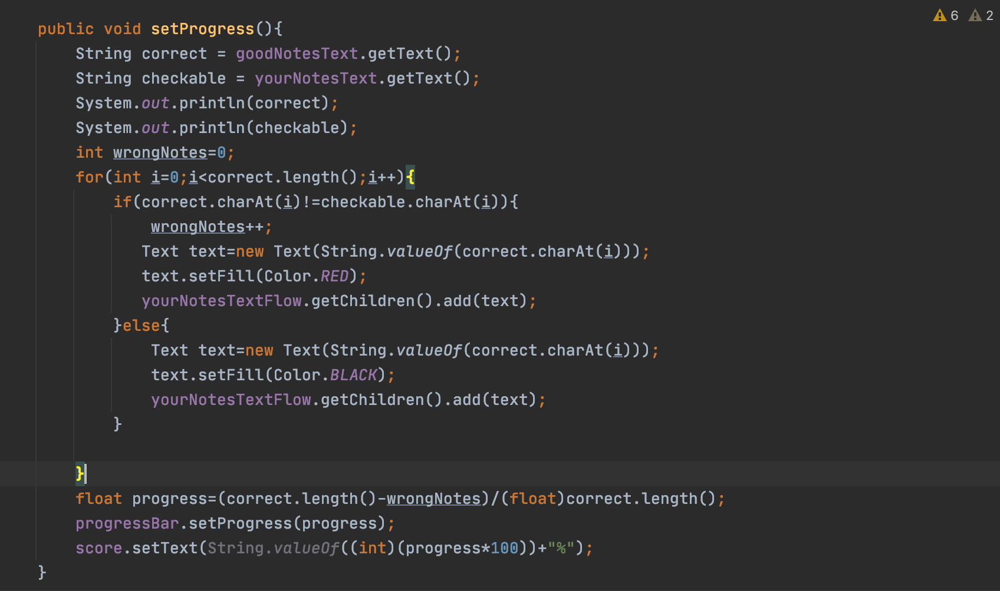 6 2
public void setProgress(){
String correct = goodNotesText.getText();
String checkable = yourNotesText.getText();
System.out.println(correct);
System.out.println(checkable);
int wrongNotes=0;
for(int i=0;i<correct.length();i++){
if(correct.charAt(i)!=checkable.charAt(i)){
wrongNotes++;
Text text=new Text(String.valueOf(correct.charAt(i)));
text.setFill(Color.RED);
yourNotesTextFlow.getChildren().add(text);
}else{
Text text=new Text(String.valueOf(correct.charAt(i)));
text.setFill(Color.BLACK);
yourNotesTextFlow.getChildren().add(text);
}
}
float progress=(correct.length()-wrongNotes)/(float)correct.length();
progressBar.setProgress(progress);
score.setText(String.valueOf((int)(progress*100))+"%");
}